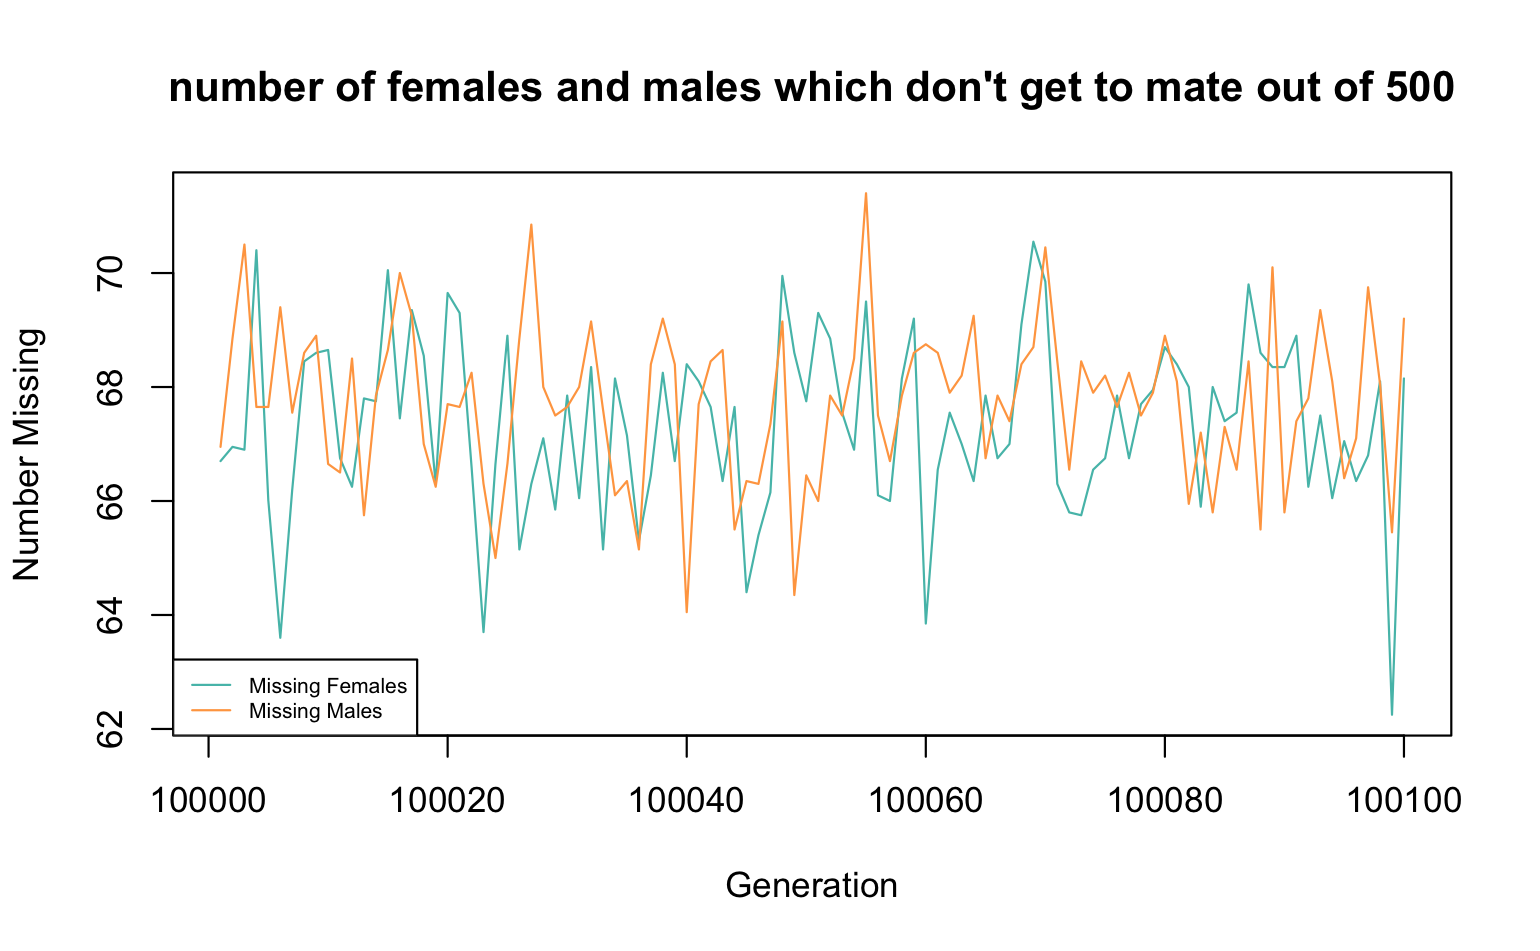 number of females and males which don't get to mate out of 500
Number Missing
70
68
66
64
62
Missing Females
Missing Males
100000 100020 100040 100060 100080 100100
Generation